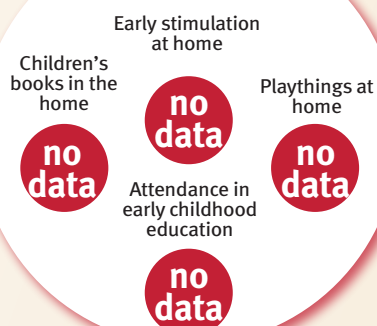 Early stimulation
at home
no
data
Children's
books in the
home
no
data
Playthings at
home
no
data
Attendance in
early childhood
education
no
data